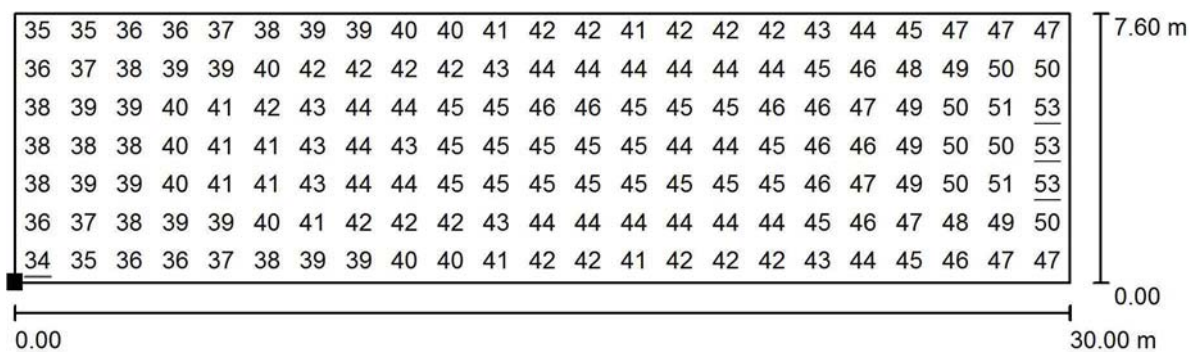 35 35 36 36 37 38 39 39 40 40 41 42 42 41 42 42 42 43 44 45 47 47 47
7.60 m
36 37 38 39 39 40 42 42 42 42 43 44 44 44 44 44 44 45 46 48 49 50 50
38 39 39 40 41 42 43 44 44 45 45 46 46 45 45 45 46 46 47 49 50 51 53
38 38 38 40 41 41 43 44 43 45 45 45 45 45 44 44 45 46 46 49 50 50 53
38 39 39 40 41 41 43 44 44 45 45 45 45 45 45 45 45 46 47 49 50 51 53
36 37 38 39 39 40 41 42 42 42 43 44 44 44 44 44 44 45 46 47 48 49 50
34 35 36 36 37 38 39 39 40 40 41 42 42 41 42 42 42 43 44 45 46 47 47
0.00
0.00 30.00 m